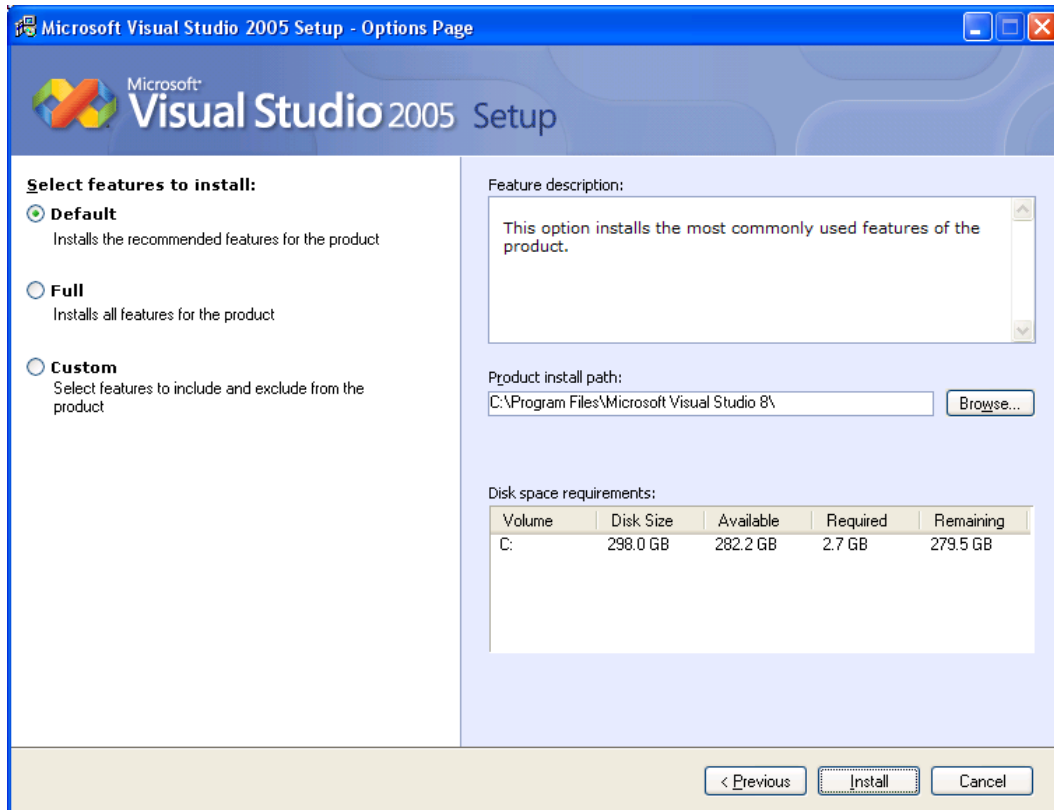 Microsoft Visual Studio 2005 Setup - Options Page
Microsoft
Visual Studio 2005 Setup
Select features to install:
Default
Installs the recommended features for the product
Full
Installs all features for the product
Custom
Select features to include and exclude from the
product
Feature description:
This option installs the most commonly used features of the
product.
Product install path:
C:\Program Files\Microsoft Visual Studio 8\
Browse...
Disk space requirements:
Volume Disk Size Available Required Remaining
C: 298.0 GB 282.2 GB 2.7 GB 279.5 GB
< Previous Install Cancel